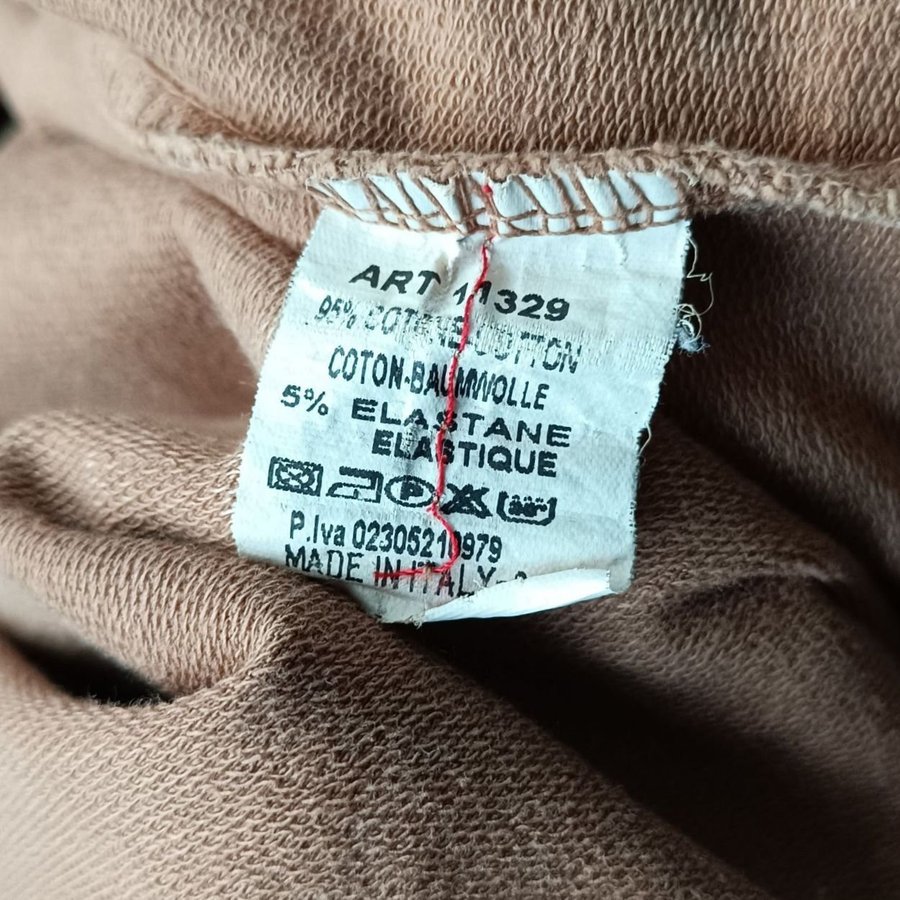 ART 11329
95% COTONE-COTTON
COTON-BAUMWOLLE
5% ELASTANE
ELASTIQUE
P
P.Iva 02305210979
MADE IN ITALY